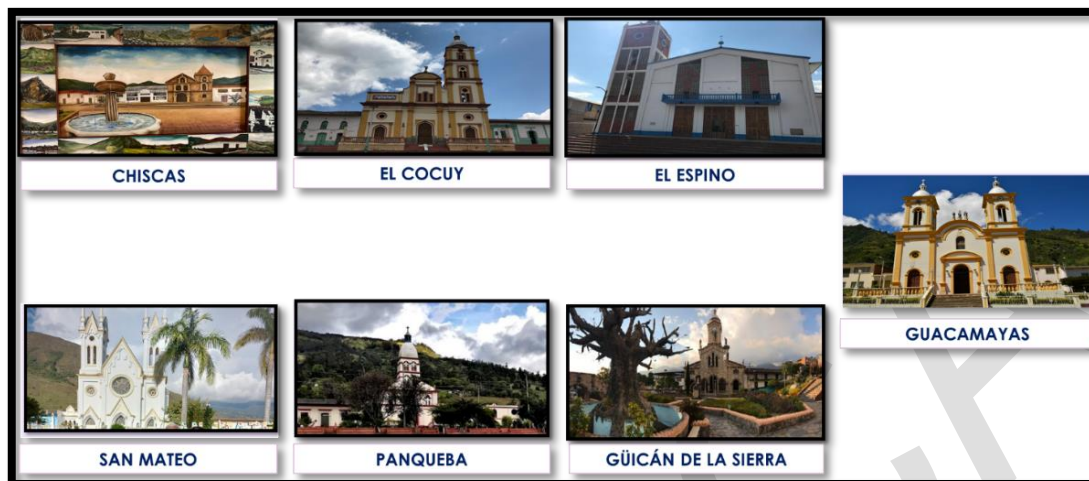 CHISCAS
EL COCUY
EL ESPINO
GUACAMAYAS
SAN MATEO
PANQUEBA
GÜICÁN DE LA SIERRA